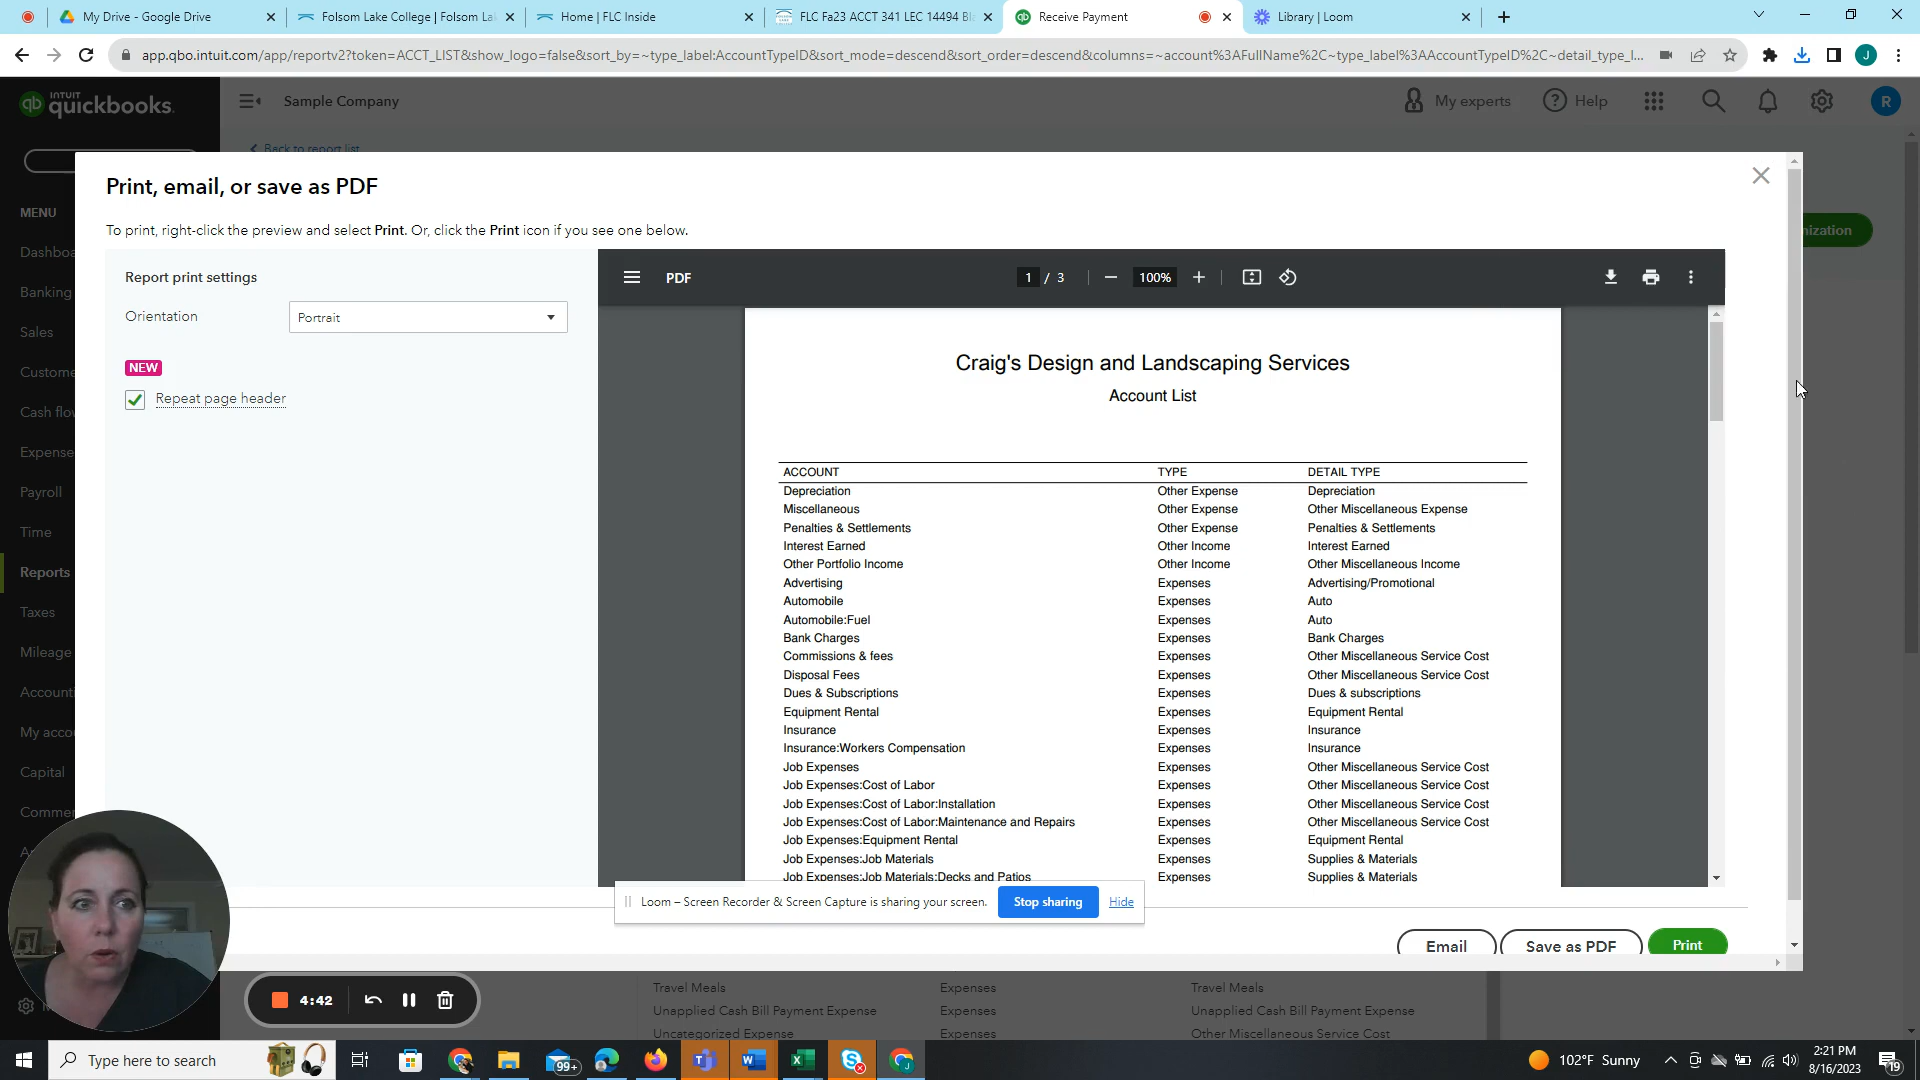 My Drive - Google Drive
Folsom Lake College | Folsom La
Home | FLC Inside
FLC Fa23 ACCT 341 LEC 14494 Bl
Receive Payment
Library | Loom
app.qbo.intuit.com/app/reportv2?token=ACCT_LIST&show_logo=false&sort_by=~type_label:AccountTypeID&sort_mode=descend&sort_order=descend&columns=~account%3AFullName%2C~type_label%3AAccountTypeID%2C~detail_type_l...
J
INTUIT
quickbooks.
Sample Company
My experts
Help
R
Back to report list
Print, email, or save as PDF
To print, right-click the preview and select Print. Or, click the Print icon if you see one below.
MENU
Dashboa
Banking
Sales
Custome
Cash flo
Expense
Payroll
Time
Reports
Taxes
Mileage
Account
My acco
Capital
Commer
nization
Report print settings
Orientation
Portrait
NEW
Repeat page header
PDF
1 / 3
100%
Craig's Design and Landscaping Services
Account List
ACCOUNT TYPE DETAIL TYPE
Depreciation Other Expense Depreciation
Miscellaneous Other Expense Other Miscellaneous Expense
Penalties & Settlements Other Expense Penalties & Settlements
Interest Earned Other Income Interest Earned
Other Portfolio Income Other Income Other Miscellaneous Income
Advertising Expenses Advertising/Promotional
Automobile Expenses Auto
Automobile:Fuel Expenses Auto
Bank Charges Expenses Bank Charges
Commissions & fees Expenses Other Miscellaneous Service Cost
Disposal Fees Expenses Other Miscellaneous Service Cost
Dues & Subscriptions Expenses Dues & subscriptions
Equipment Rental Expenses Equipment Rental
Insurance Expenses Insurance
Insurance:Workers Compensation Expenses Insurance
Job Expenses Expenses Other Miscellaneous Service Cost
Job Expenses:Cost of Labor Expenses Other Miscellaneous Service Cost
Job Expenses:Cost of Labor:Installation Expenses Other Miscellaneous Service Cost
Job Expenses:Cost of Labor:Maintenance and Repairs Expenses Other Miscellaneous Service Cost
Job Expenses:Equipment Rental Expenses Equipment Rental
Job Expenses:Job Materials Expenses Supplies & Materials
Job Expenses:Job Materials:Decks and Patios Expenses Supplies & Materials
Loom – Screen Recorder & Screen Capture is sharing your screen.
Stop sharing
Hide
Email
Save as PDF
Print
4:42
Travel Meals Expenses Travel Meals
Unapplied Cash Bill Payment Expense Expenses Unapplied Cash Bill Payment Expense
Uncategorized Expense Expenses Other Miscellaneous Service Cost
Type here to search
99+
102°F Sunny
2:21 PM
8/16/2023
19